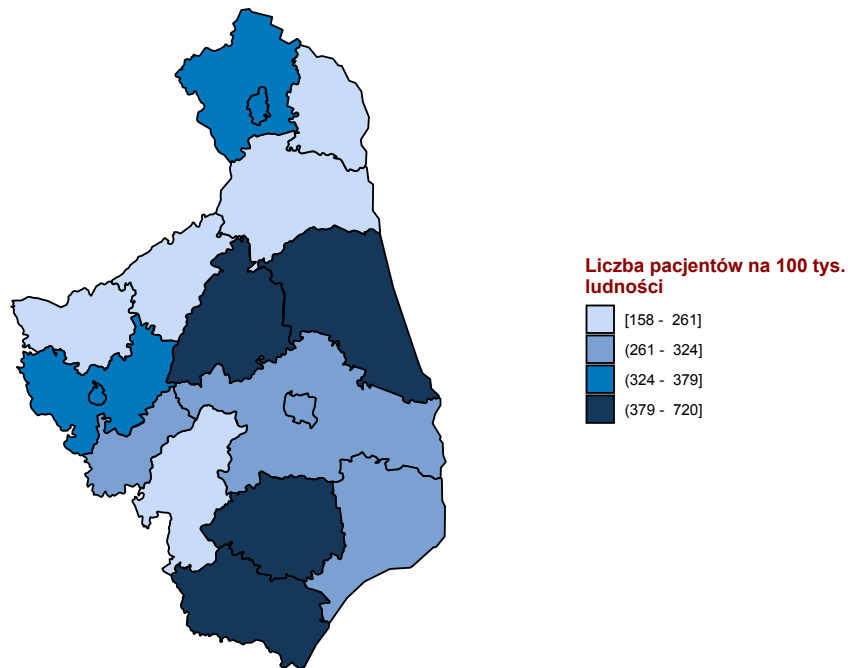 Liczba pacjentów na 100 tys.
ludności
[158 - 261]
(261 - 324]
(324 - 379]
(379 - 720]